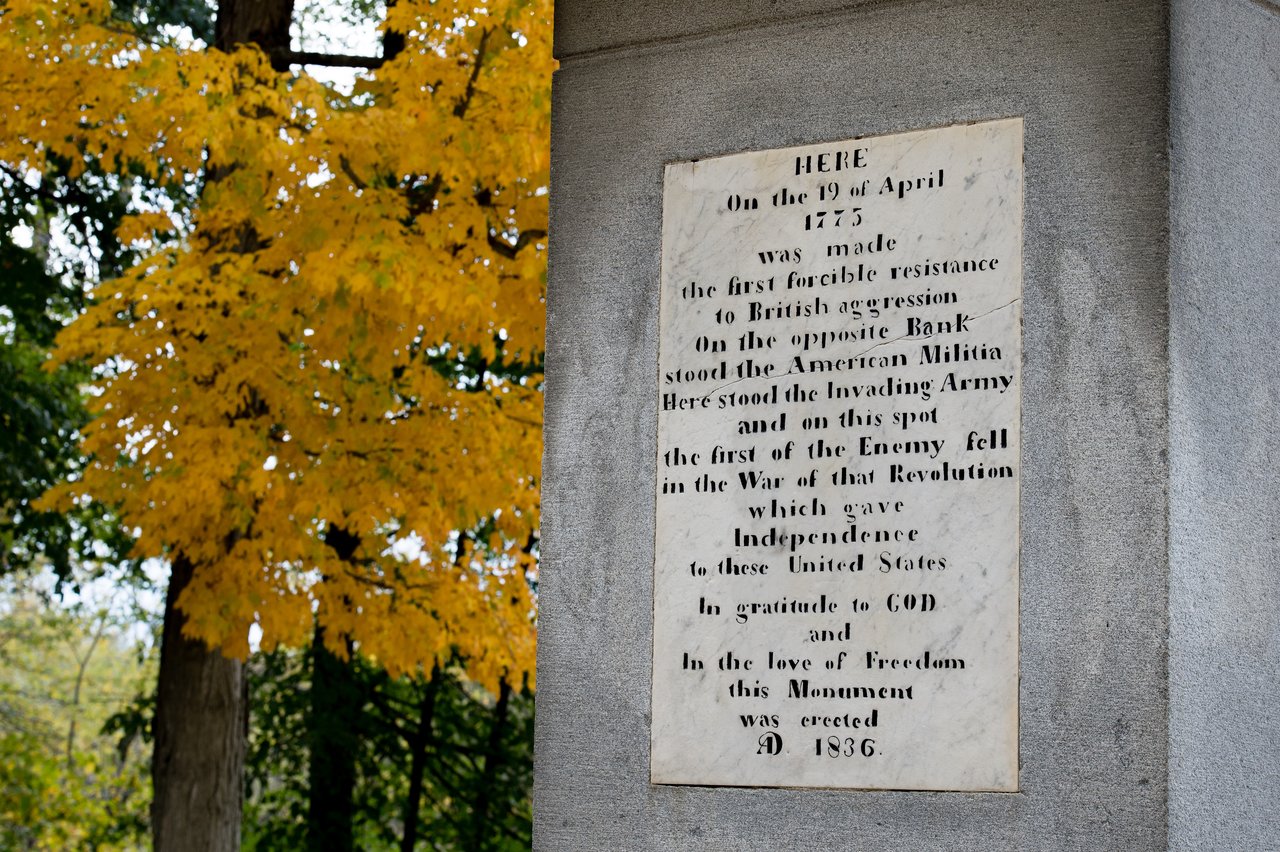 HERE
On the 19 of April
1775
was made
the first forcible resistance
to British aggression
On the opposite Bank
stood the American Militia
Here stood the Invading Army
and on this spot
the first of the Enemy fell
in the War of that Revolution
which gave
Independence
to these United States
In gratitude to GOD
and
In the love of Freedom
this Monument
was erected
AD. 1836.